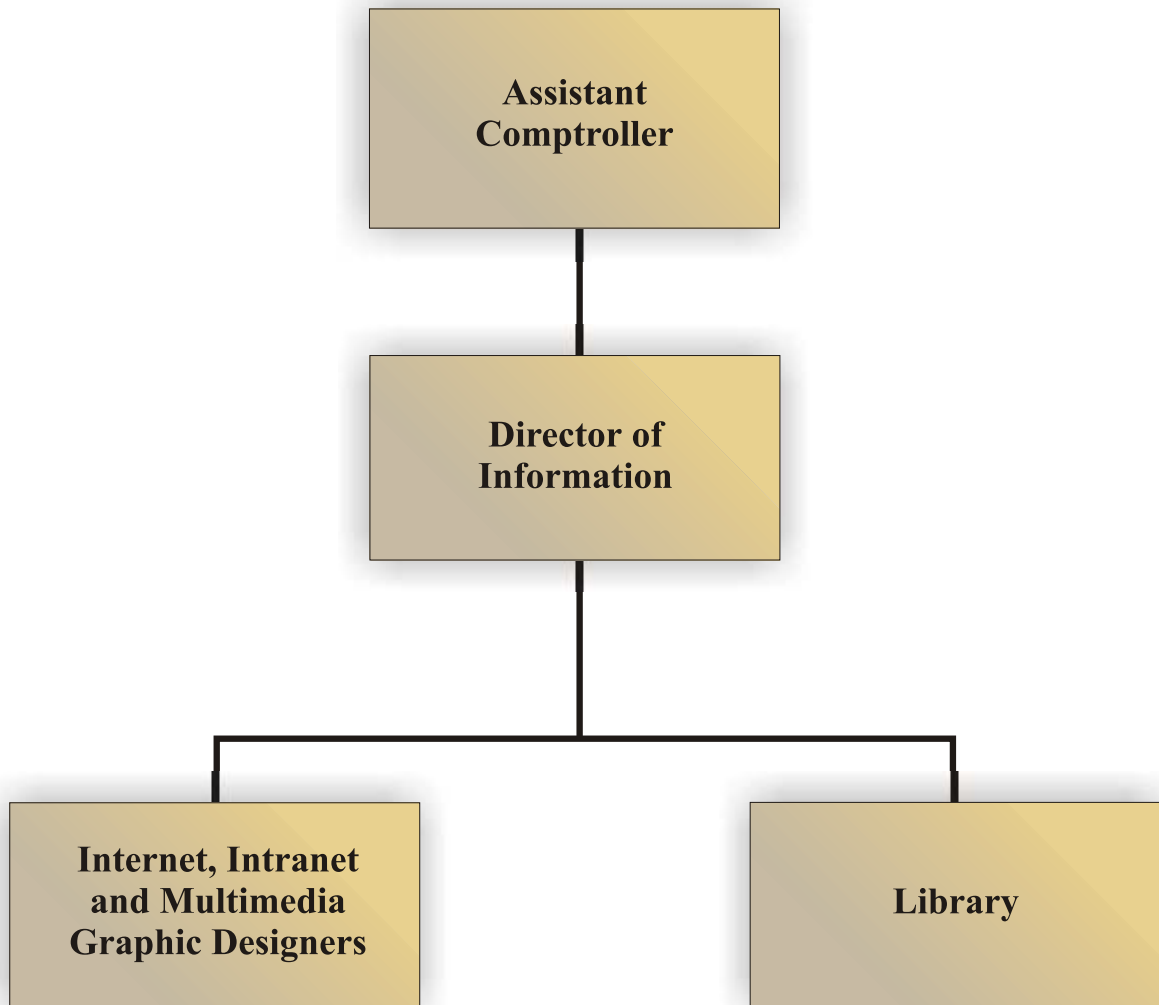 Assistant
Comptroller
Director of
Information
Internet, Intranet
and Multimedia
Graphic Designers
Library